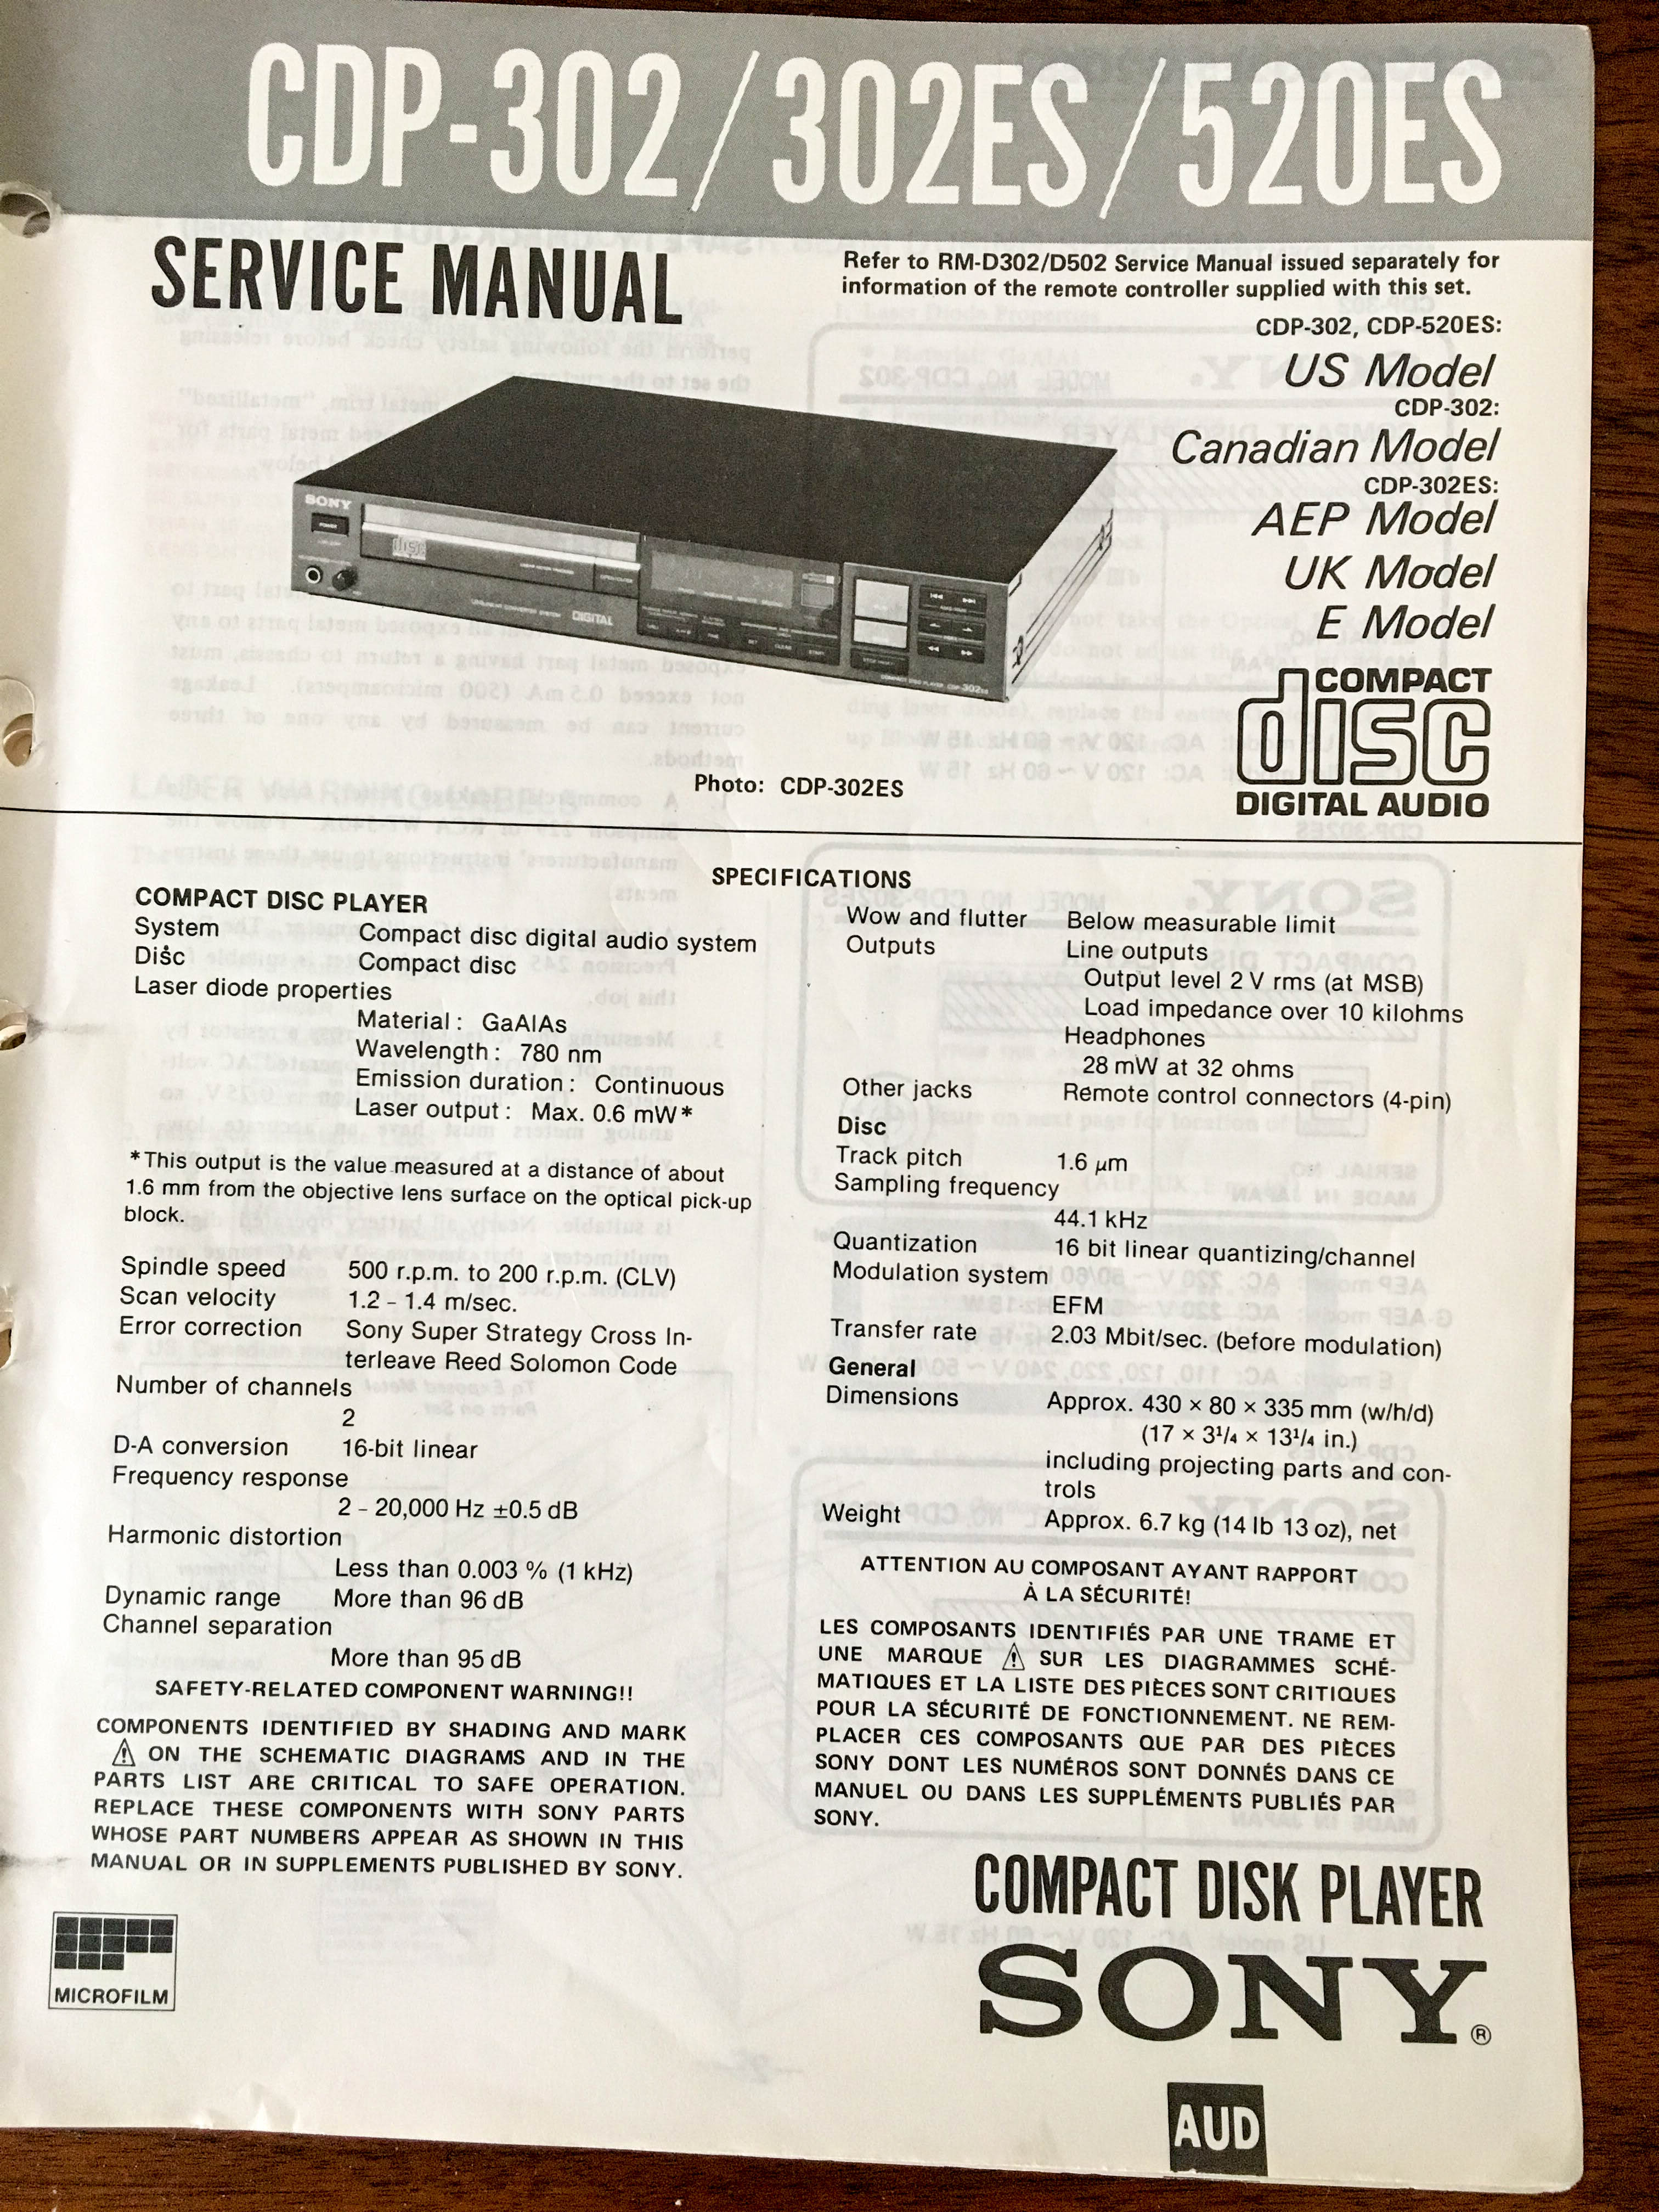 CDP-302/302ES/520ES
SERVICE MANUAL
Refer to RM-D302/D502 Service Manual issued separately for
information of the remote controller supplied with this set.
CDP-302, CDP-520ES:
US Model
CDP-302:
Canadian Model
CDP-302ES:
AEP Model
UK Model
E Model
SONY
POWER
disc
DIGITAL
COMPACT
disc
DIGITAL AUDIO
Photo: CDP-302ES
SPECIFICATIONS
COMPACT DISC PLAYER
System Compact disc digital audio system
Disc Compact disc
Laser diode properties
Material : GaAlAs
Wavelength : 780 nm
Emission duration : Continuous
Laser output : Max. 0.6 mW*
*This output is the value measured at a distance of about
1.6 mm from the objective lens surface on the optical pick-up
block.
Spindle speed 500 r.p.m. to 200 r.p.m. (CLV)
Scan velocity 1.2 – 1.4 m/sec.
Error correction Sony Super Strategy Cross In-
terleave Reed Solomon Code
Number of channels
2
D-A conversion 16-bit linear
Frequency response
2 – 20,000 Hz ±0.5 dB
Harmonic distortion
Less than 0.003 % (1 kHz)
Dynamic range More than 96 dB
Channel separation
More than 95 dB
SAFETY-RELATED COMPONENT WARNING!!
COMPONENTS IDENTIFIED BY SHADING AND MARK
⚠ ON THE SCHEMATIC DIAGRAMS AND IN THE
PARTS LIST ARE CRITICAL TO SAFE OPERATION.
REPLACE THESE COMPONENTS WITH SONY PARTS
WHOSE PART NUMBERS APPEAR AS SHOWN IN THIS
MANUAL OR IN SUPPLEMENTS PUBLISHED BY SONY.
Wow and flutter Below measurable limit
Outputs Line outputs
Output level 2 V rms (at MSB)
Load impedance over 10 kilohms
Headphones
28 mW at 32 ohms
Other jacks Remote control connectors (4-pin)
Disc
Track pitch 1.6 μm
Sampling frequency
44.1 kHz
Quantization 16 bit linear quantizing/channel
Modulation system
EFM
Transfer rate 2.03 Mbit/sec. (before modulation)
General
Dimensions Approx. 430 × 80 × 335 mm (w/h/d)
(17 × 3¹/₄ × 13¹/₄ in.)
including projecting parts and con-
trols
Weight Approx. 6.7 kg (14 lb 13 oz), net
ATTENTION AU COMPOSANT AYANT RAPPORT
À LA SÉCURITÉ!
LES COMPOSANTS IDENTIFIÉS PAR UNE TRAME ET
UNE MARQUE ⚠ SUR LES DIAGRAMMES SCHÉ-
MATIQUES ET LA LISTE DES PIÈCES SONT CRITIQUES
POUR LA SÉCURITÉ DE FONCTIONNEMENT. NE REM-
PLACER CES COMPOSANTS QUE PAR DES PIÈCES
SONY DONT LES NUMÉROS SONT DONNÉS DANS CE
MANUEL OU DANS LES SUPPLÉMENTS PUBLIÉS PAR
SONY.
MICROFILM
COMPACT DISK PLAYER
SONY®
AUD